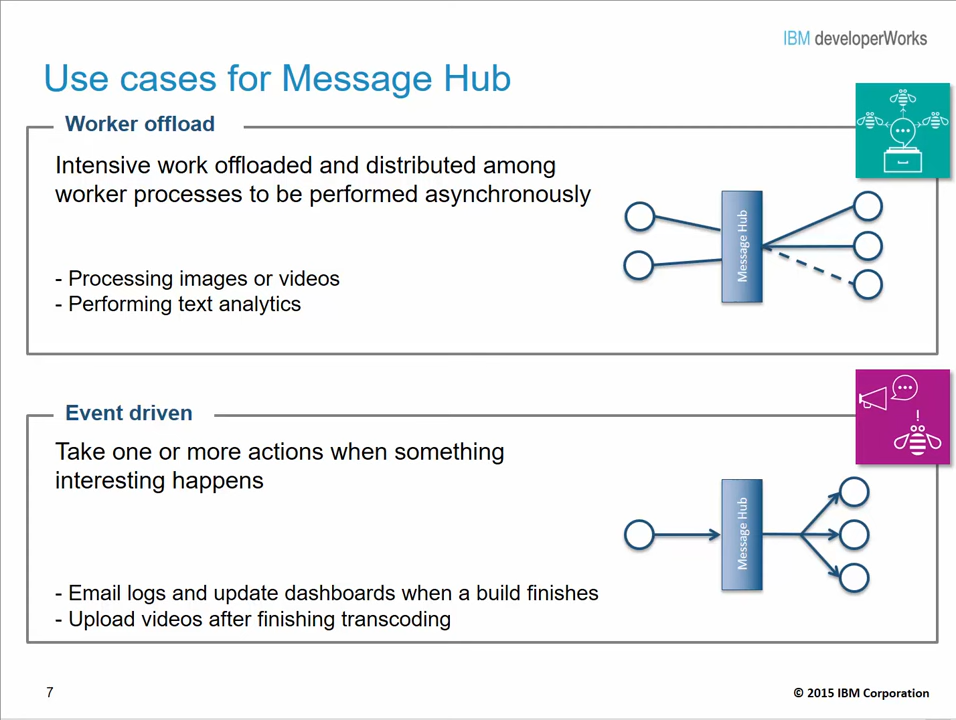 IBM developerWorks
Use cases for Message Hub
Worker offload
Intensive work offloaded and distributed among
worker processes to be performed asynchronously
- Processing images or videos
- Performing text analytics
Message Hub
Event driven
Take one or more actions when something
interesting happens
- Email logs and update dashboards when a build finishes
- Upload videos after finishing transcoding
Message Hub
7
© 2015 IBM Corporation